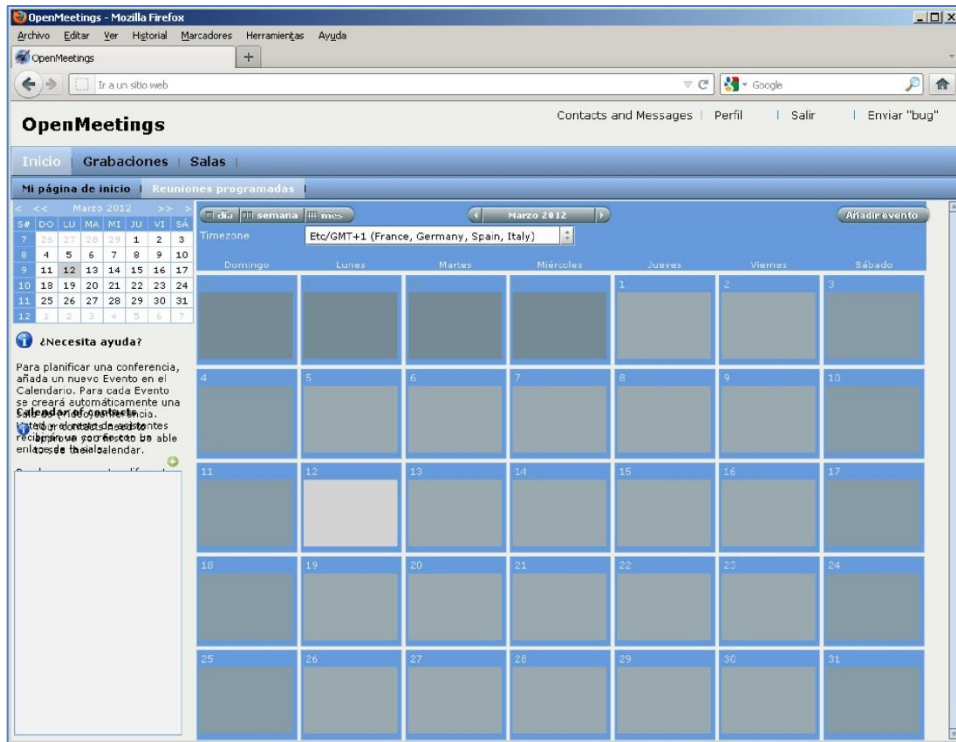 OpenMeetings - Mozilla Firefox
Archivo Editar Ver Historial Marcadores Herramientas Ayuda
OpenMeetings
Ir a un sitio web
Google
OpenMeetings
Contacts and Messages | Perfil | Salir | Enviar "bug"
Inicio | Grabaciones | Salas |
Mi página de inicio | Reuniones programadas |
< << Marzo 2012 >> >
S# DO LU MA MI JU VI SÁ
7 26 27 28 29 1 2 3
8 4 5 6 7 8 9 10
9 11 12 13 14 15 16 17
10 18 19 20 21 22 23 24
11 25 26 27 28 29 30 31
12 1 2 3 4 5 6 7
¿Necesita ayuda?
Para planificar una conferencia,
añada un nuevo Evento en el
Calendario. Para cada Evento
se creará automáticamente una
Calendar of contacts
día semana mes
Marzo 2012
Añadir evento
Timezone
Etc/GMT+1 (France, Germany, Spain, Italy)
Domingo Lunes Martes Miércoles Jueves Viernes Sábado
1 2 3
4 5 6 7 8 9 10
11 12 13 14 15 16 17
18 19 20 21 22 23 24
25 26 27 28 29 30 31